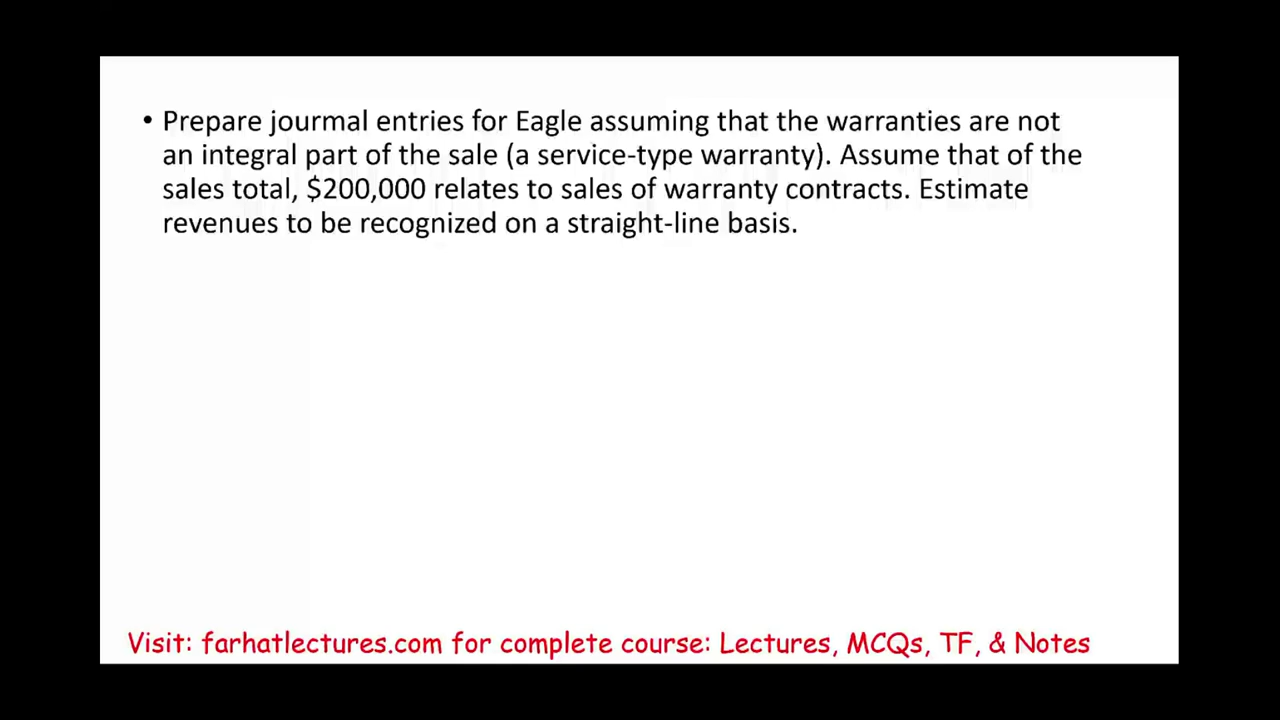 • Prepare jourmal entries for Eagle assuming that the warranties are not
an integral part of the sale (a service-type warranty). Assume that of the
sales total, $200,000 relates to sales of warranty contracts. Estimate
revenues to be recognized on a straight-line basis.
Visit: farhatlectures.com for complete course: Lectures, MCQs, TF, & Notes